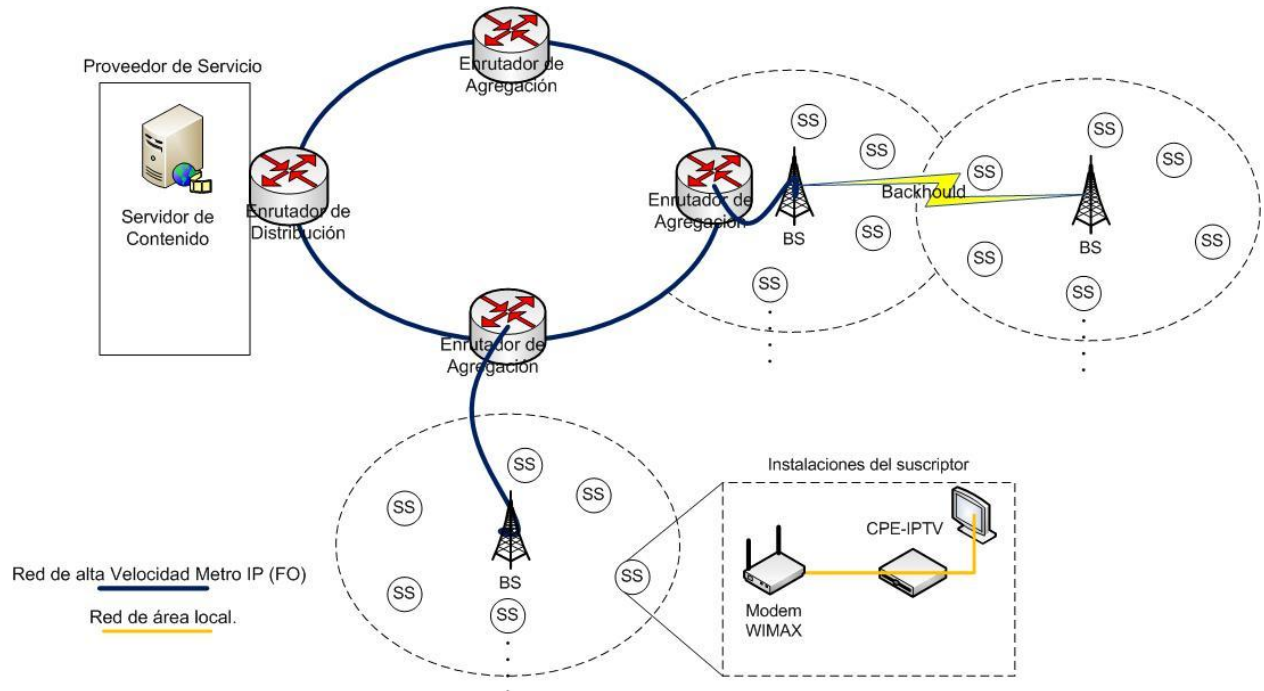 Enrutador de
Agregación
Proveedor de Servicio
Servidor de
Contenido
Enrutador de
Distribución
Enrutador de
Agregación
SS
SS
SS
SS
BS
Backhould
SS
SS
SS
SS
SS
SS
BS
Enrutador de
Agregación
SS
SS
SS
SS
SS
SS
BS
Instalaciones del suscriptor
CPE-IPTV
Modem
WIMAX
Red de alta Velocidad Metro IP (FO)
Red de área local.